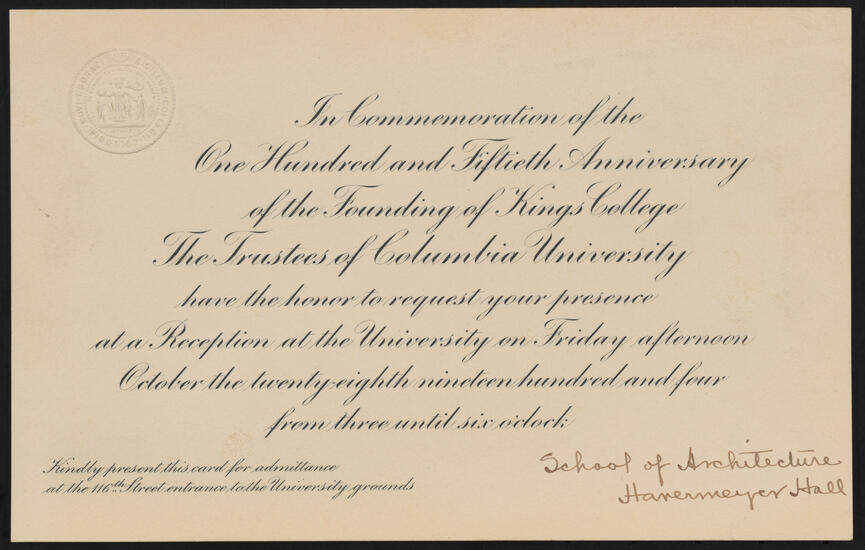 In Commemoration of the
One Hundred and Fiftieth Anniversary
of the Founding of Kings College
The Trustees of Columbia University
have the honor to request your presence
at a Reception at the University on Friday afternoon
October the twenty-eighth nineteen hundred and four
from three until six o'clock
Kindly present this card for admittance
at the 116th Street entrance to the University grounds
School of Architecture
Havermeyer Hall